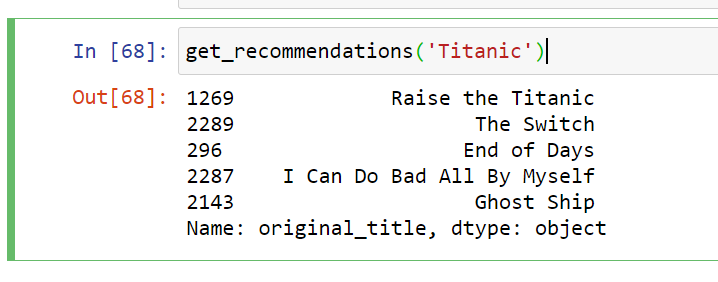 In [68]: get_recommendations('Titanic')
Out[68]: 1269 Raise the Titanic
2289 The Switch
296 End of Days
2287 I Can Do Bad All By Myself
2143 Ghost Ship
Name: original_title, dtype: object